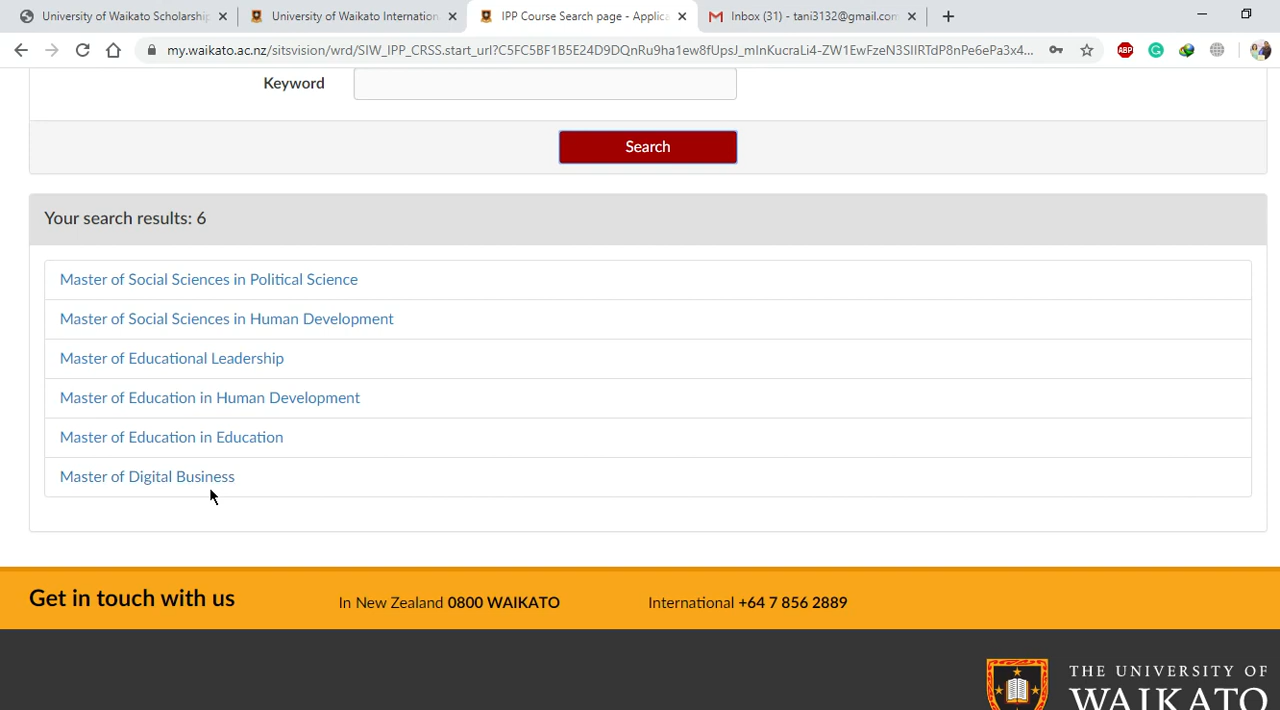 University of Waikato Scholarship
University of Waikato Internation
IPP Course Search page - Applica
Inbox (31) - tani3132@gmail.com
my.waikato.ac.nz/sitsvision/wrd/SIW_IPP_CRSS.start_url?C5FC5BF1B5E24D9DQnRu9ha1ew8fUpsJ_mInKucraLi4-ZW1EwFzeN3SIIRTdP8nPe6ePa3x4...
ABP
Keyword
Search
Your search results: 6
Master of Social Sciences in Political Science
Master of Social Sciences in Human Development
Master of Educational Leadership
Master of Education in Human Development
Master of Education in Education
Master of Digital Business
Get in touch with us
In New Zealand 0800 WAIKATO
International +64 7 856 2889
THE UNIVERSITY OF
WAIKATO